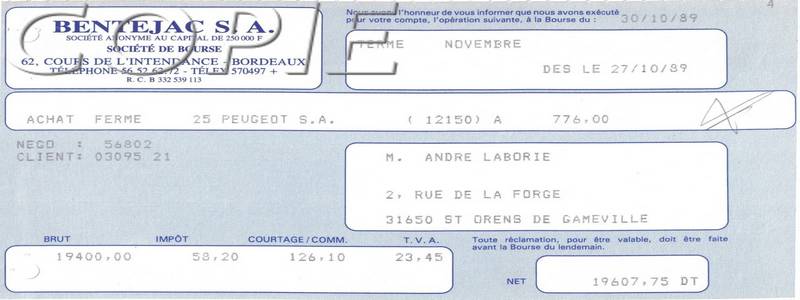 COPIE
BENTEJAC S. A.
SOCIÉTÉ ANONYME AU CAPITAL DE 250 000 F
SOCIÉTÉ DE BOURSE
62, COURS DE L'INTENDANCE - BORDEAUX
TÉLÉPHONE 56.52.62.72 - TÉLEX 570497 +
R. C. B 332 539 113
Nous avons l'honneur de vous informer que nous avons exécuté
pour votre compte, l'opération suivante, à la Bourse du : 30/10/89
TERME NOVEMBRE
DES LE 27/10/89
ACHAT FERME 25 PEUGEOT S.A. ( 12150) A 776,00
NEGO : 56802
CLIENT: 03095 21
M. ANDRE LABORIE
2, RUE DE LA FORGE
31650 ST ORENS DE GAMEVILLE
BRUT IMPÔT COURTAGE/COMM. T.V.A.
19400,00 58,20 126,10 23,45
Toute réclamation, pour être valable, doit être faite
avant la Bourse du lendemain.
NET 19607,75 DT